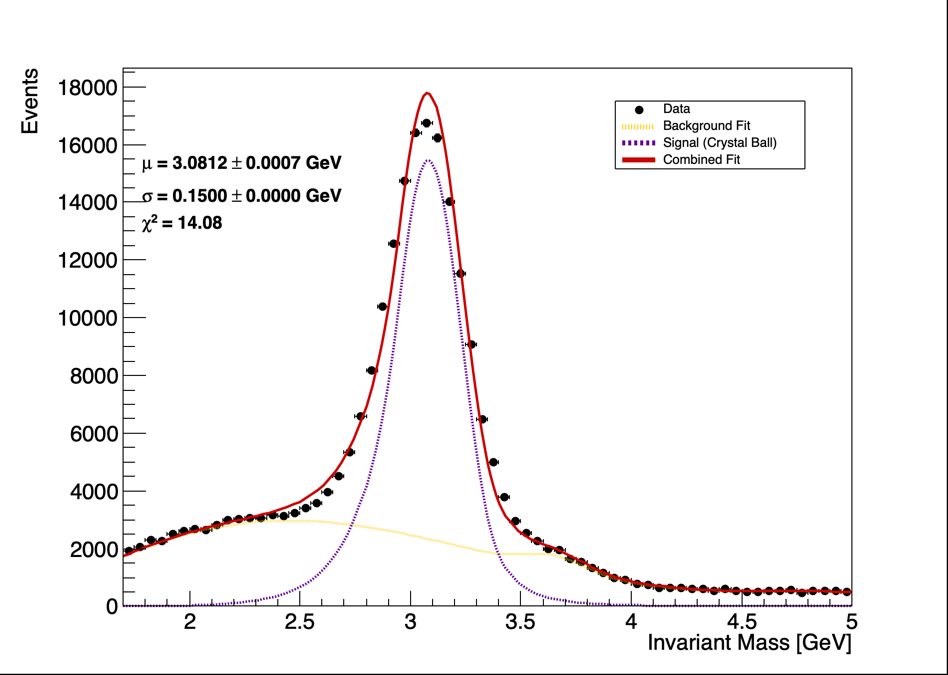 Events
18000
16000
14000
12000
10000
8000
6000
4000
2000
0
μ = 3.0812 ± 0.0007 GeV
σ = 0.1500 ± 0.0000 GeV
χ² = 14.08
Data
Background Fit
Signal (Crystal Ball)
Combined Fit
2 2.5 3 3.5 4 4.5 5
Invariant Mass [GeV]